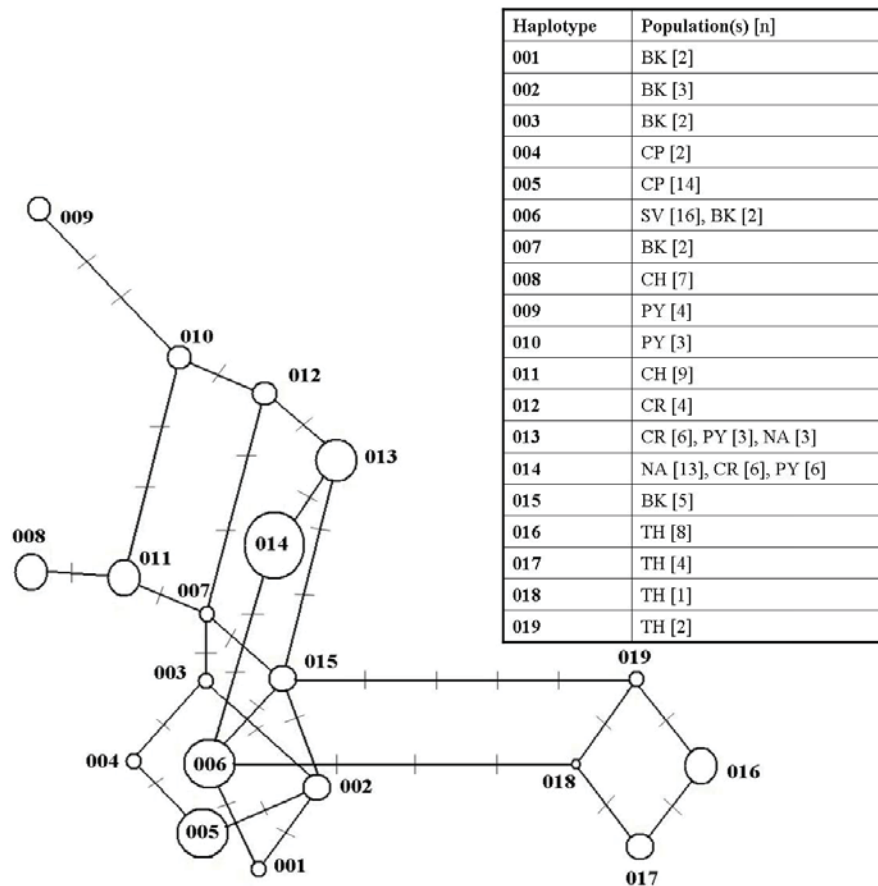 Haplotype Population(s) [n]
001 BK [2]
002 BK [3]
003 BK [2]
004 CP [2]
005 CP [14]
006 SV [16], BK [2]
007 BK [2]
008 CH [7]
009 PY [4]
010 PY [3]
011 CH [9]
012 CR [4]
013 CR [6], PY [3], NA [3]
014 NA [13], CR [6], PY [6]
015 BK [5]
016 TH [8]
017 TH [4]
018 TH [1]
019 TH [2]
009
010
012
013
014
008
011
007
003
015
019
004
006
002
018
016
005
001
017